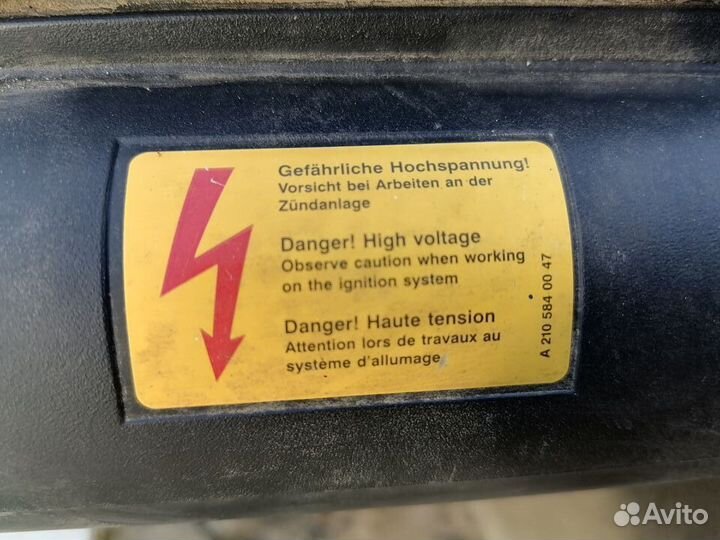 Gefährliche Hochspannung!
Vorsicht bei Arbeiten an der
Zündanlage
Danger! High voltage
Observe caution when working
on the ignition system
Danger! Haute tension
Attention lors de travaux au
système d'allumage
A 210 584 00 47
Avito